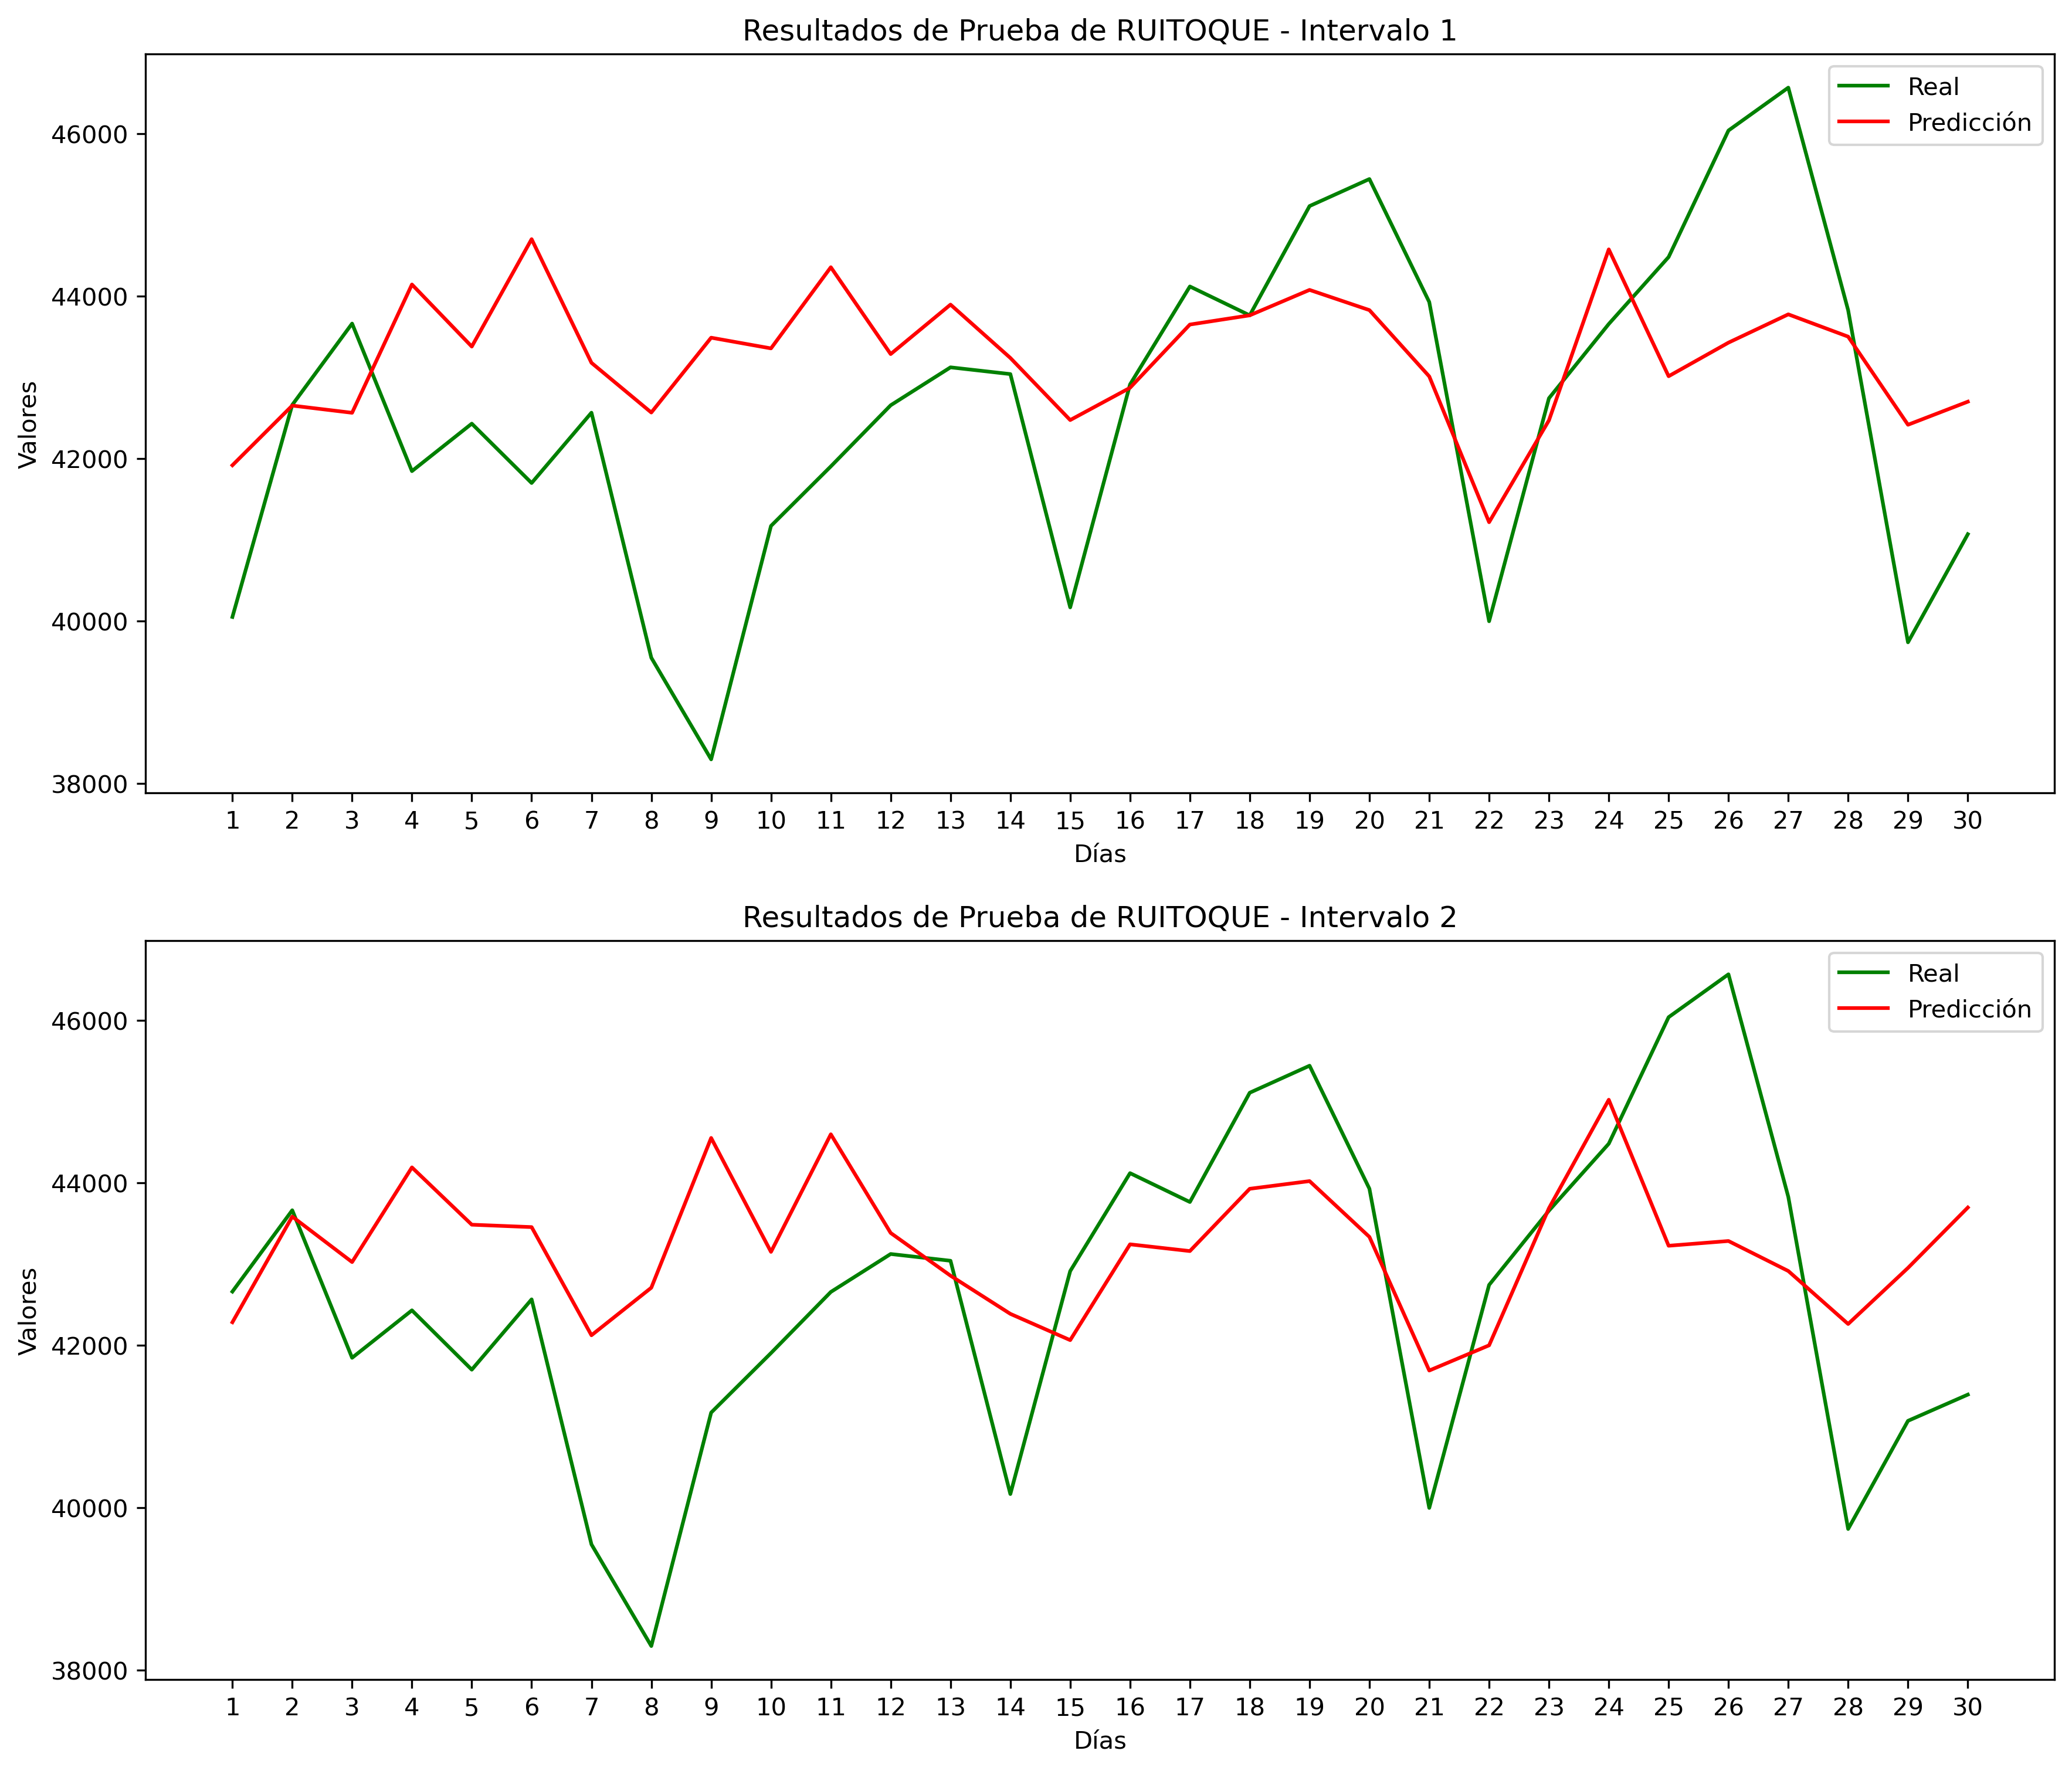 Resultados de Prueba de RUITOQUE - Intervalo 1
Real
Predicción
46000
44000
42000
40000
38000
Valores
1 2 3 4 5 6 7 8 9 10 11 12 13 14 15 16 17 18 19 20 21 22 23 24 25 26 27 28 29 30
Días
Resultados de Prueba de RUITOQUE - Intervalo 2
Real
Predicción
46000
44000
42000
40000
38000
Valores
1 2 3 4 5 6 7 8 9 10 11 12 13 14 15 16 17 18 19 20 21 22 23 24 25 26 27 28 29 30
Días